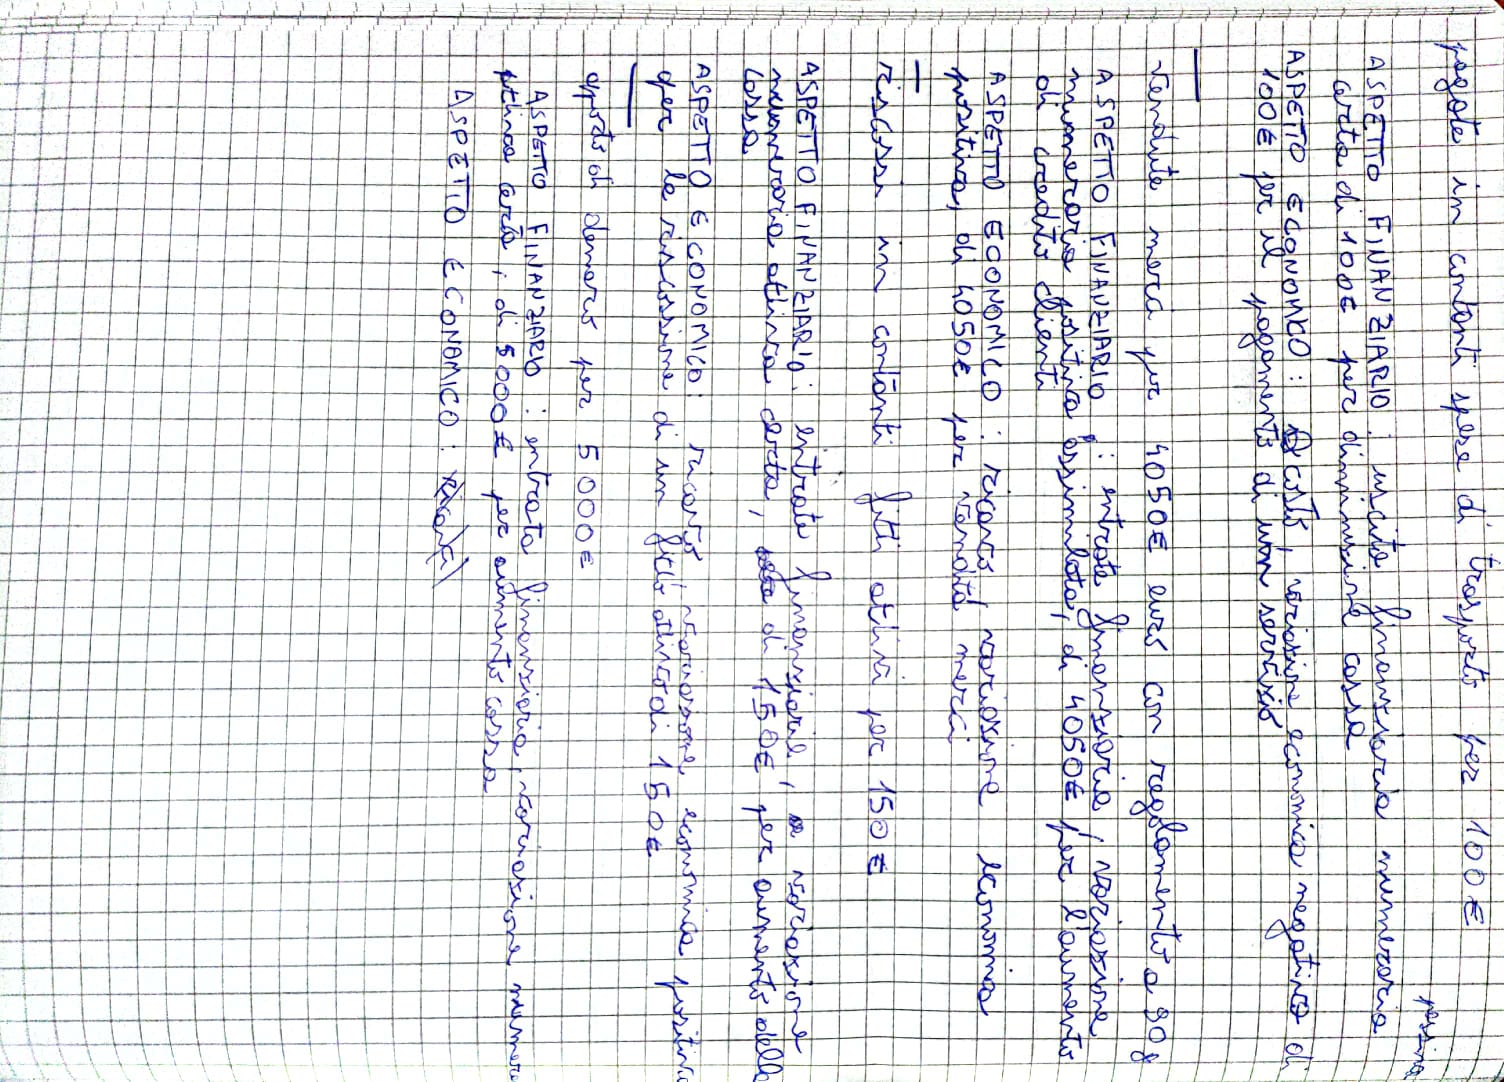 pagate in contanti spese di trasporto per 100€
passiva
ASPETTO FINANZIARIO : uscita finanziaria numeraria
certa di 100€ per diminuzione cassa
ASPETTO ECONOMICO : costo, variazione economica negativa di
100€ per il pagamento di un servizio
vendute merci per 4050€ euro con regolamento a 90g
ASPETTO FINANZIARIO : entrate finanziaria, variazione
numeraria positiva assimilata, di 4050€ per l'aumento
di credito clienti
ASPETTO ECONOMICO : ricavo, variazione economica
positiva, di 4050€ per vendita merci
riscossi in contanti fitti attivi per 150€
ASPETTO FINANZIARIO : entrate finanziarie, variazione
numeraria attiva certa, di 150€ per aumento della
cassa
ASPETTO ECONOMICO : ricavo, variazione economica positiva
per la riscossione di un fitto attivo di 150€
apporto di denaro per 5000€
ASPETTO FINANZIARIO : entrata finanziaria, variazione numera
attiva certa, di 5000€ per aumento cassa
ASPETTO ECONOMICO :